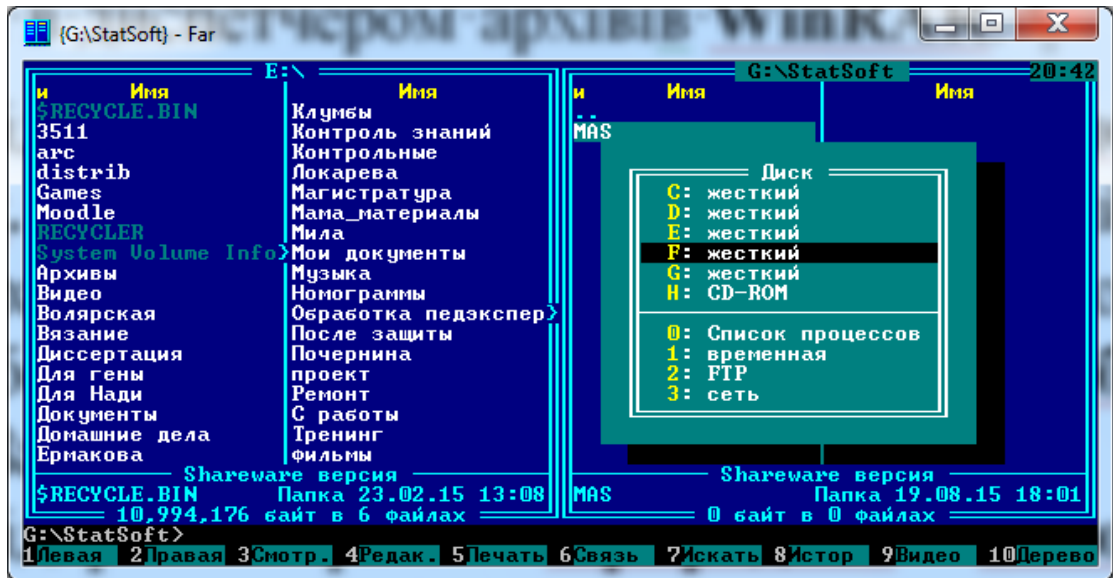 {G:\StatSoft} - Far
E:\
и Имя Имя
$RECYCLE.BIN Клумбы
3511 Контроль знаний
arc Контрольные
distrib Локарева
Games Магистратура
Moodle Мама_материалы
RECYCLER Мила
System Volume Info} Мои документы
Архивы Музыка
Видео Номограммы
Волярская Обработка педэкспер}
Вязание После защиты
Диссертация Почернина
Для гены проект
Для Нади Ремонт
Документы С работы
Домашние дела Тренинг
Ермакова фильмы
Shareware версия
$RECYCLE.BIN Папка 23.02.15 13:08
10,994,176 байт в 6 файлах
G:\StatSoft 20:42
и Имя Имя
..
MAS
Диск
C: жесткий
D: жесткий
E: жесткий
F: жесткий
G: жесткий
H: CD-ROM
0: Список процессов
1: временная
2: FTP
3: сеть
Shareware версия
MAS Папка 19.08.15 18:01
0 байт в 0 файлах
G:\StatSoft>
1Левая 2Правая 3Смотр. 4Редак. 5Печать 6Связь 7Искать 8Истор 9Видео 10Дерево